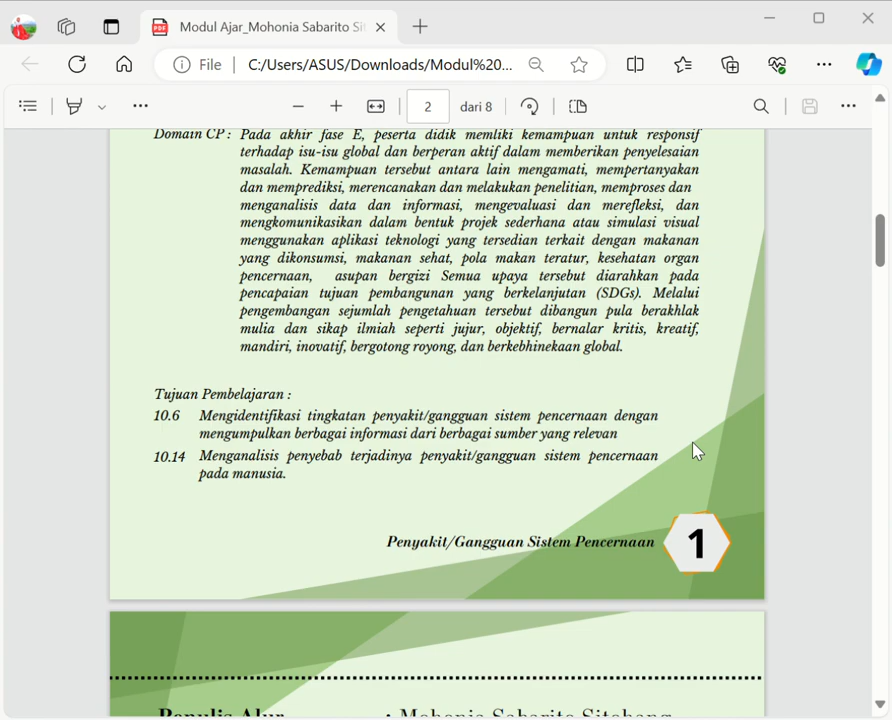 Modul Ajar_Mohonia Sabarito Sit
File
C:/Users/ASUS/Downloads/Modul%20...
2 dari 8
Domain CP : Pada akhir fase E, peserta didik memliki kemampuan untuk responsif
terhadap isu-isu global dan berperan aktif dalam memberikan penyelesaian
masalah. Kemampuan tersebut antara lain mengamati, mempertanyakan
dan memprediksi, merencanakan dan melakukan penelitian, memproses dan
menganalisis data dan informasi, mengevaluasi dan merefleksi, dan
mengkomunikasikan dalam bentuk projek sederhana atau simulasi visual
menggunakan aplikasi teknologi yang tersedian terkait dengan makanan
yang dikonsumsi, makanan sehat, pola makan teratur, kesehatan organ
pencernaan, asupan bergizi Semua upaya tersebut diarahkan pada
pencapaian tujuan pembangunan yang berkelanjutan (SDGs). Melalui
pengembangan sejumlah pengetahuan tersebut dibangun pula berakhlak
mulia dan sikap ilmiah seperti jujur, objektif, bernalar kritis, kreatif,
mandiri, inovatif, bergotong royong, dan berkebhinekaan global.
Tujuan Pembelajaran :
10.6 Mengidentifikasi tingkatan penyakit/gangguan sistem pencernaan dengan
mengumpulkan berbagai informasi dari berbagai sumber yang relevan
10.14 Menganalisis penyebab terjadinya penyakit/gangguan sistem pencernaan
pada manusia.
Penyakit/Gangguan Sistem Pencernaan 1
Penulis Alur : Mohonia Sabarito Sitohang